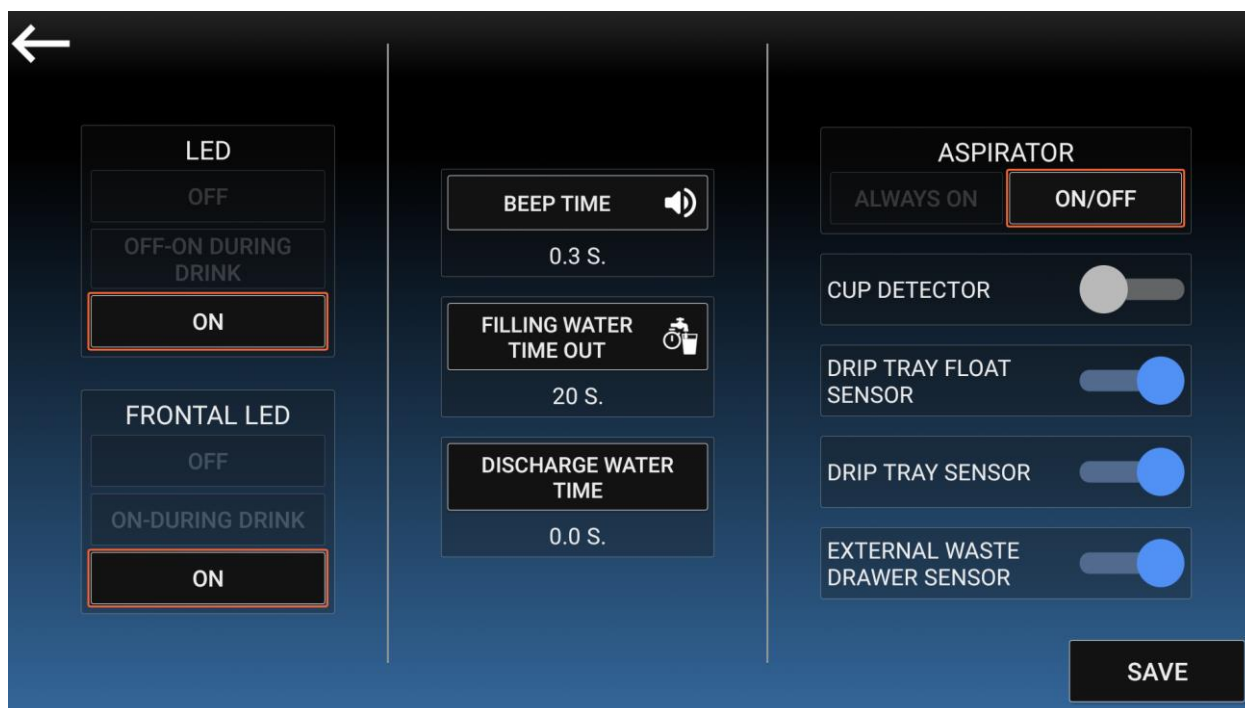 LED
OFF
OFF-ON DURING
DRINK
ON
FRONTAL LED
OFF
ON-DURING DRINK
ON
BEEP TIME
0.3 S.
FILLING WATER
TIME OUT
20 S.
DISCHARGE WATER
TIME
0.0 S.
ASPIRATOR
ALWAYS ON
ON/OFF
CUP DETECTOR
DRIP TRAY FLOAT
SENSOR
DRIP TRAY SENSOR
EXTERNAL WASTE
DRAWER SENSOR
SAVE